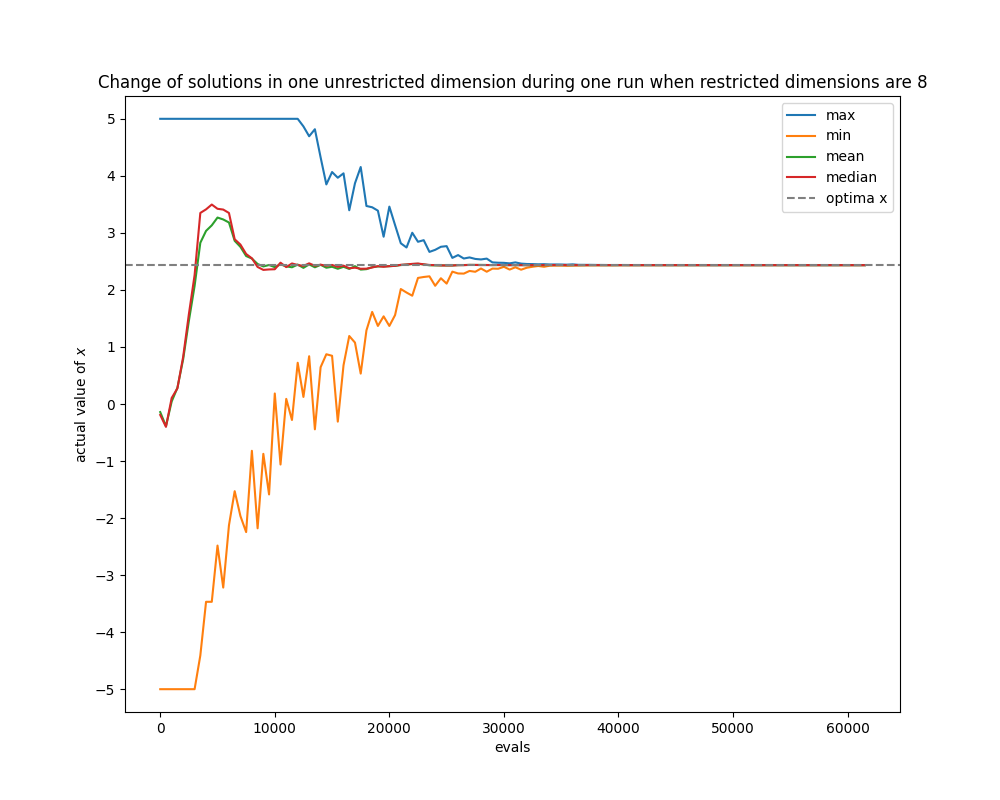 Change of solutions in one unrestricted dimension during one run when restricted dimensions are 8
max
min
mean
median
optima x
5
4
3
2
1
0
−1
−2
−3
−4
−5
actual value of x
0 10000 20000 30000 40000 50000 60000
evals